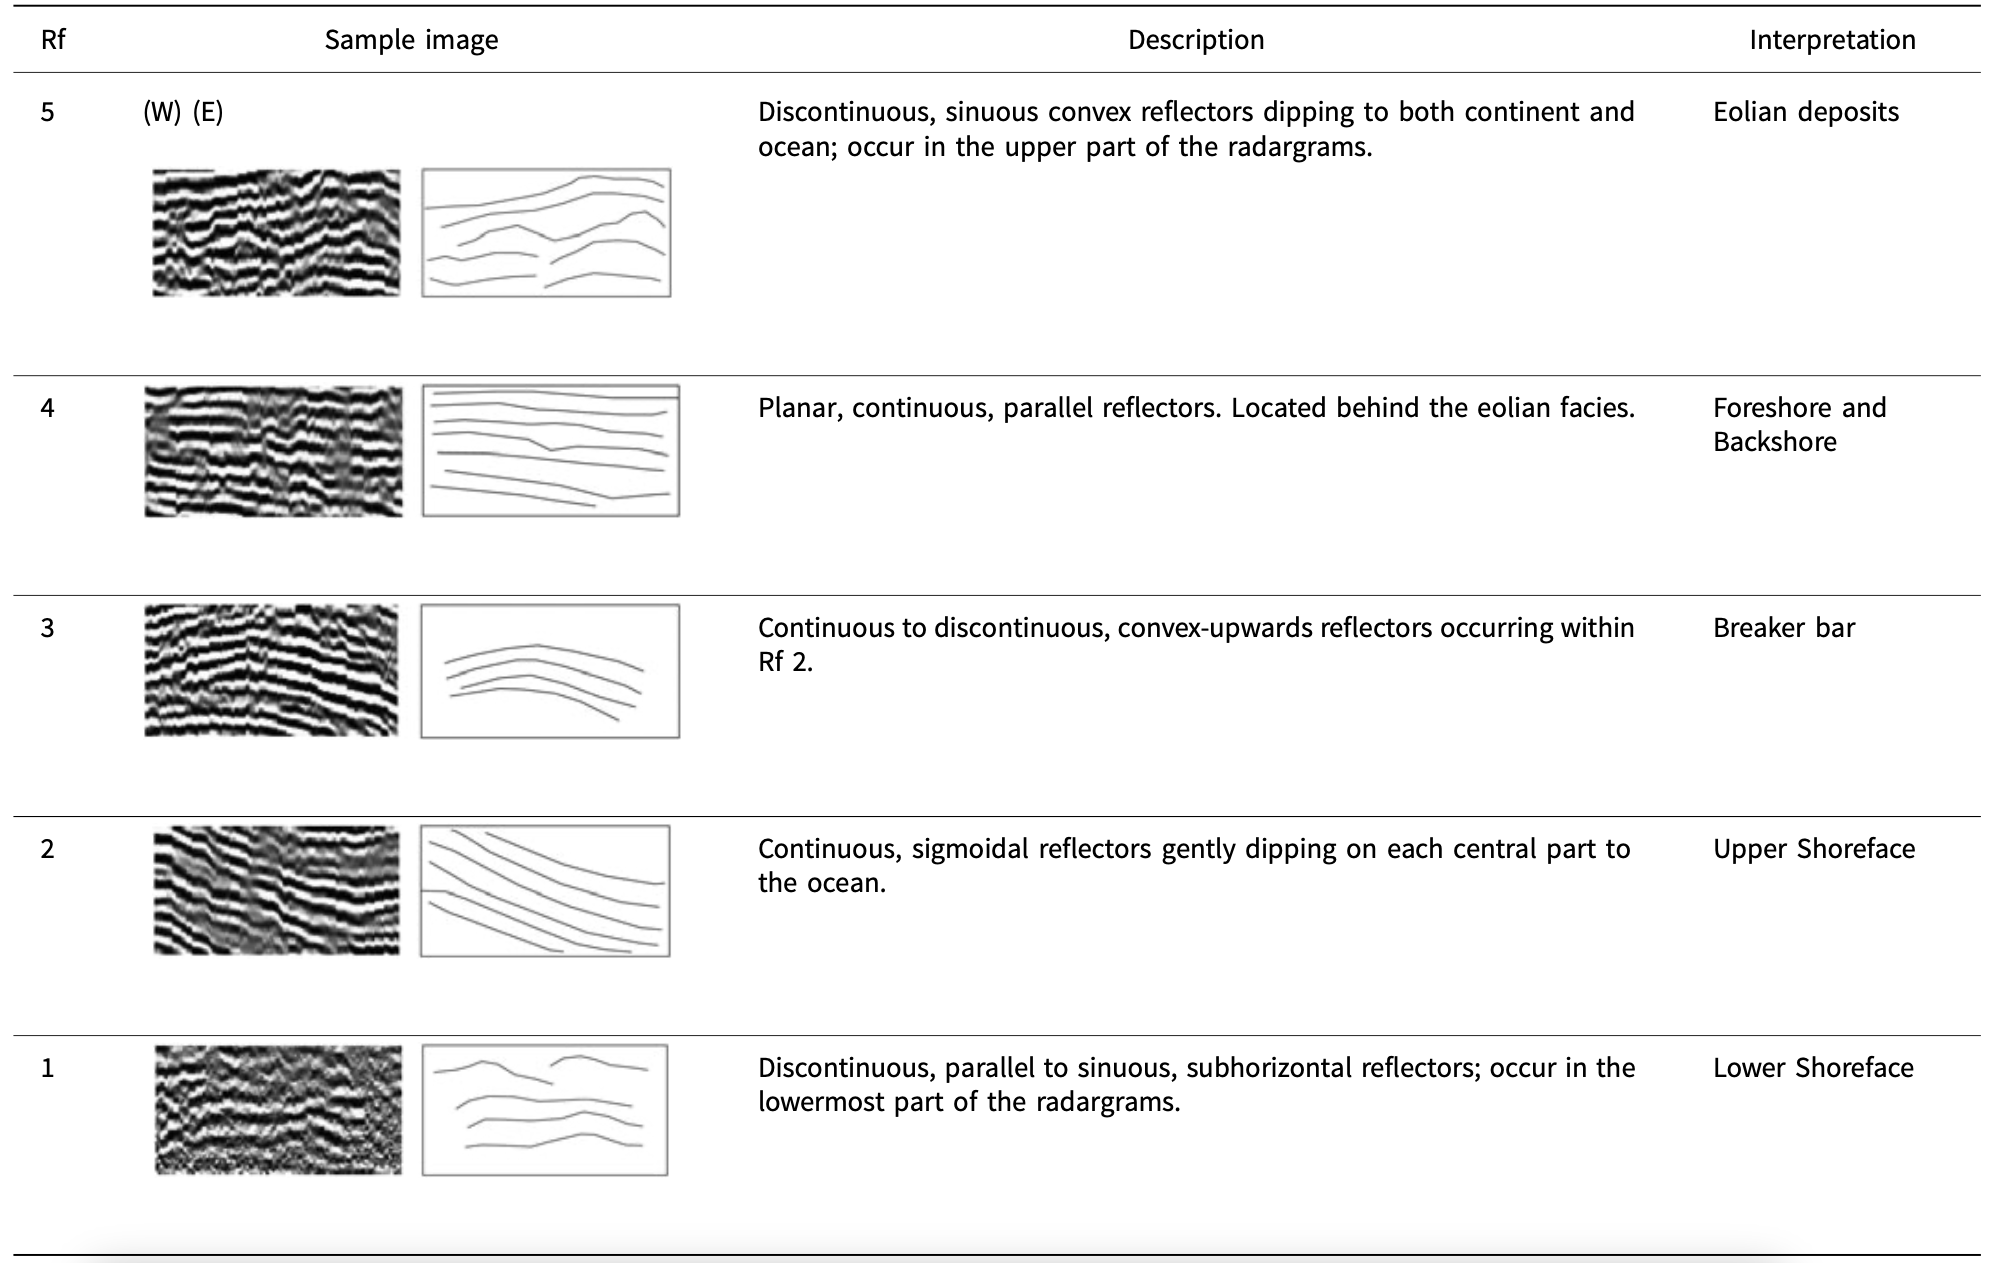 Rf Sample image Description Interpretation
5 (W) (E) Discontinuous, sinuous convex reflectors dipping to both continent and Eolian deposits
ocean; occur in the upper part of the radargrams.
4 Planar, continuous, parallel reflectors. Located behind the eolian facies. Foreshore and
Backshore
3 Continuous to discontinuous, convex-upwards reflectors occurring within Breaker bar
Rf 2.
2 Continuous, sigmoidal reflectors gently dipping on each central part to Upper Shoreface
the ocean.
1 Discontinuous, parallel to sinuous, subhorizontal reflectors; occur in the Lower Shoreface
lowermost part of the radargrams.